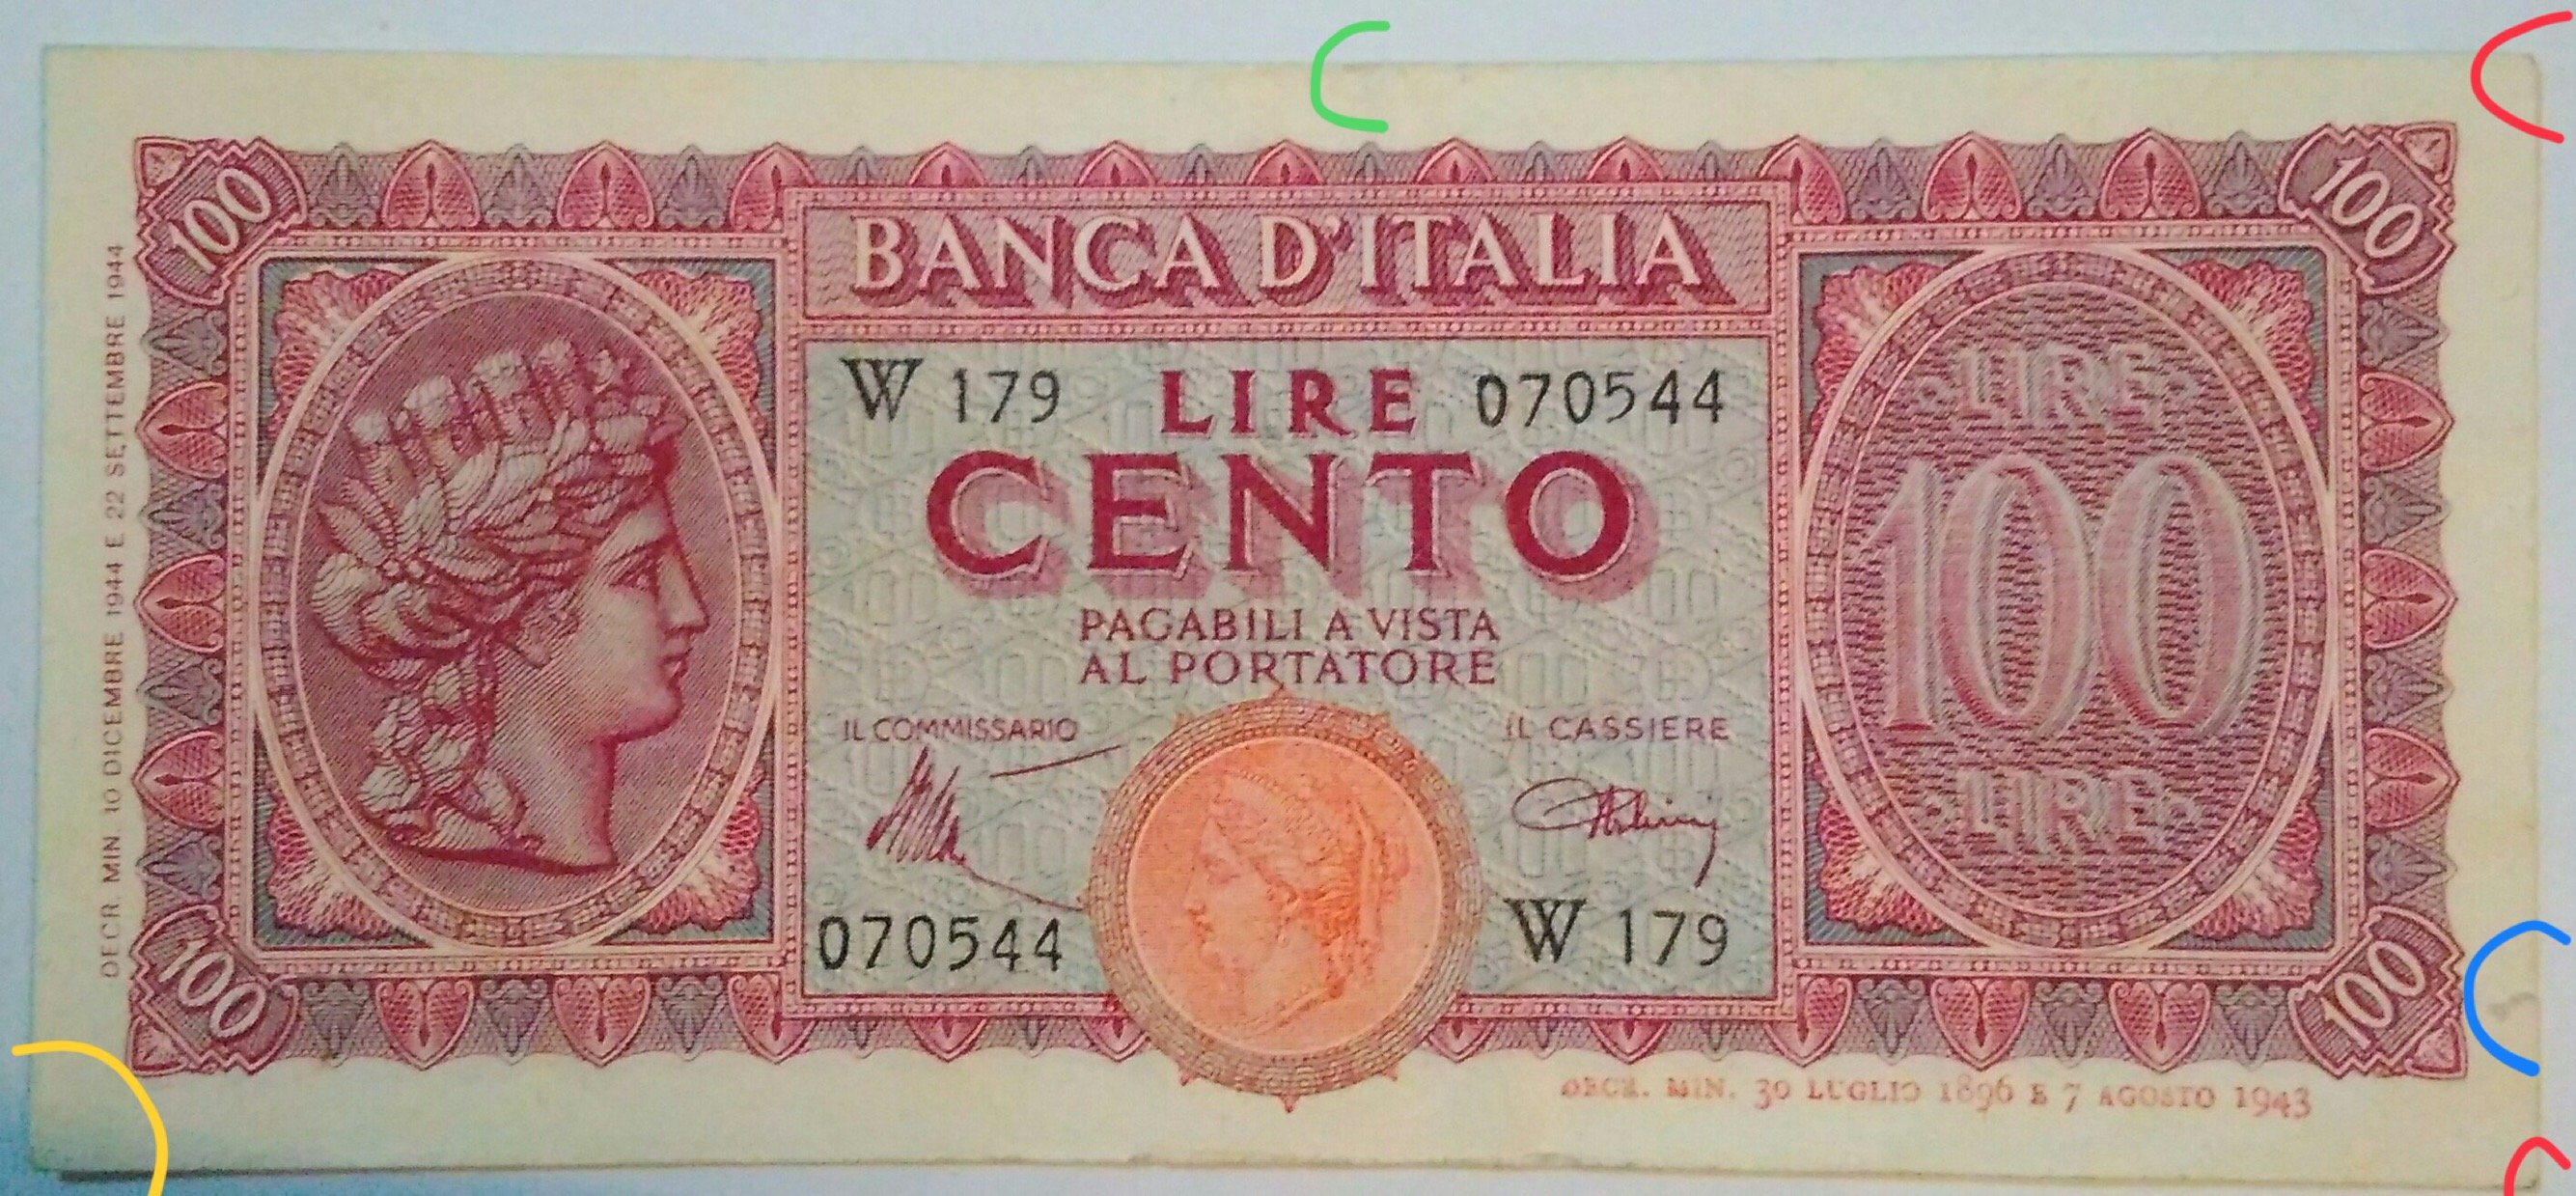 100
100
BANCA D'ITALIA
DECR. MIN 10 DICEMBRE 1944 E 22 SETTEMBRE 1944
W 179 LIRE 070544
CENTO
PAGABILI A VISTA
AL PORTATORE
IL COMMISSARIO
IL CASSIERE
070544
W 179
LIRE
100
LIRE
100
100
DECR. MIN. 30 LUGLIO 1896 E 7 AGOSTO 1943